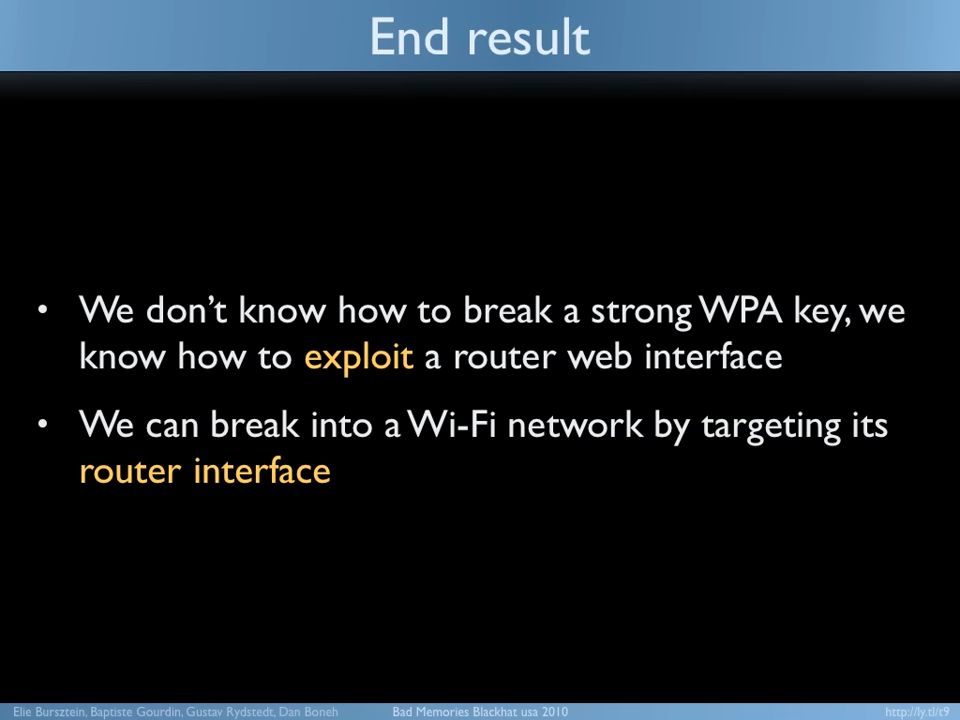 End result
• We don't know how to break a strong WPA key, we
know how to exploit a router web interface
• We can break into a Wi-Fi network by targeting its
router interface
Elie Bursztein, Baptiste Gourdin, Gustav Rydstedt, Dan Boneh
Bad Memories Blackhat usa 2010
http://ly.tl/t9